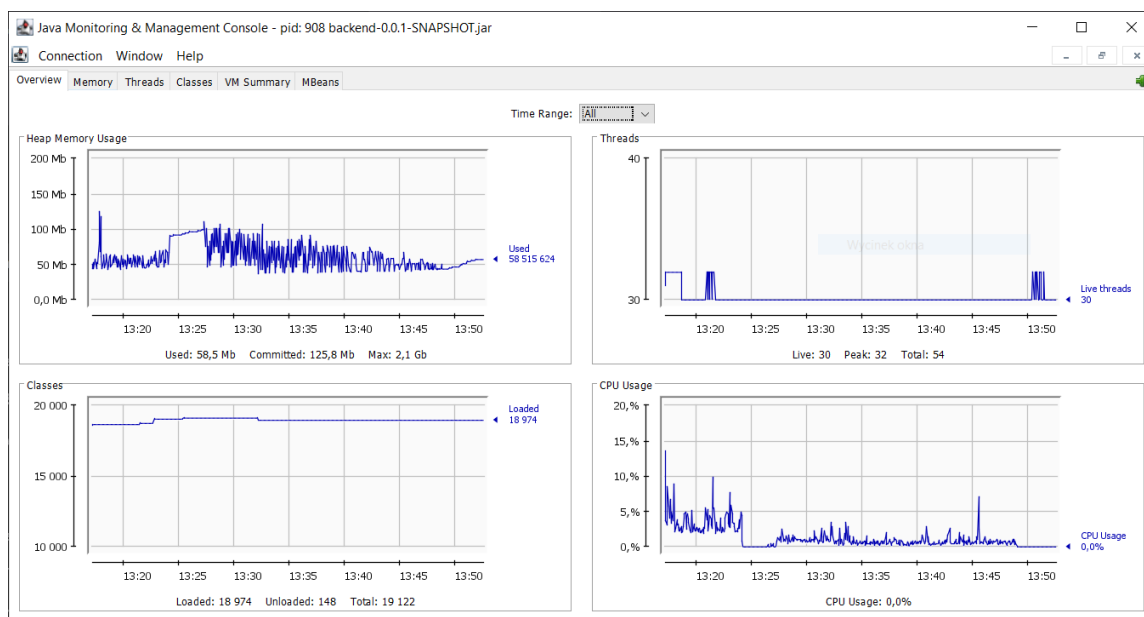 Java Monitoring & Management Console - pid: 908 backend-0.0.1-SNAPSHOT.jar
Connection Window Help
Overview Memory Threads Classes VM Summary MBeans
Time Range: All
Heap Memory Usage
200 Mb
150 Mb
100 Mb
50 Mb
0,0 Mb
Used
58 515 624
13:20 13:25 13:30 13:35 13:40 13:45 13:50
Used: 58,5 Mb Committed: 125,8 Mb Max: 2,1 Gb
Threads
40
30
Wycinek okna
Live threads
30
13:20 13:25 13:30 13:35 13:40 13:45 13:50
Live: 30 Peak: 32 Total: 54
Classes
20 000
15 000
10 000
Loaded
18 974
13:20 13:25 13:30 13:35 13:40 13:45 13:50
Loaded: 18 974 Unloaded: 148 Total: 19 122
CPU Usage
20,%
15,%
10,%
5,%
0,%
CPU Usage
0,0%
13:20 13:25 13:30 13:35 13:40 13:45 13:50
CPU Usage: 0,0%